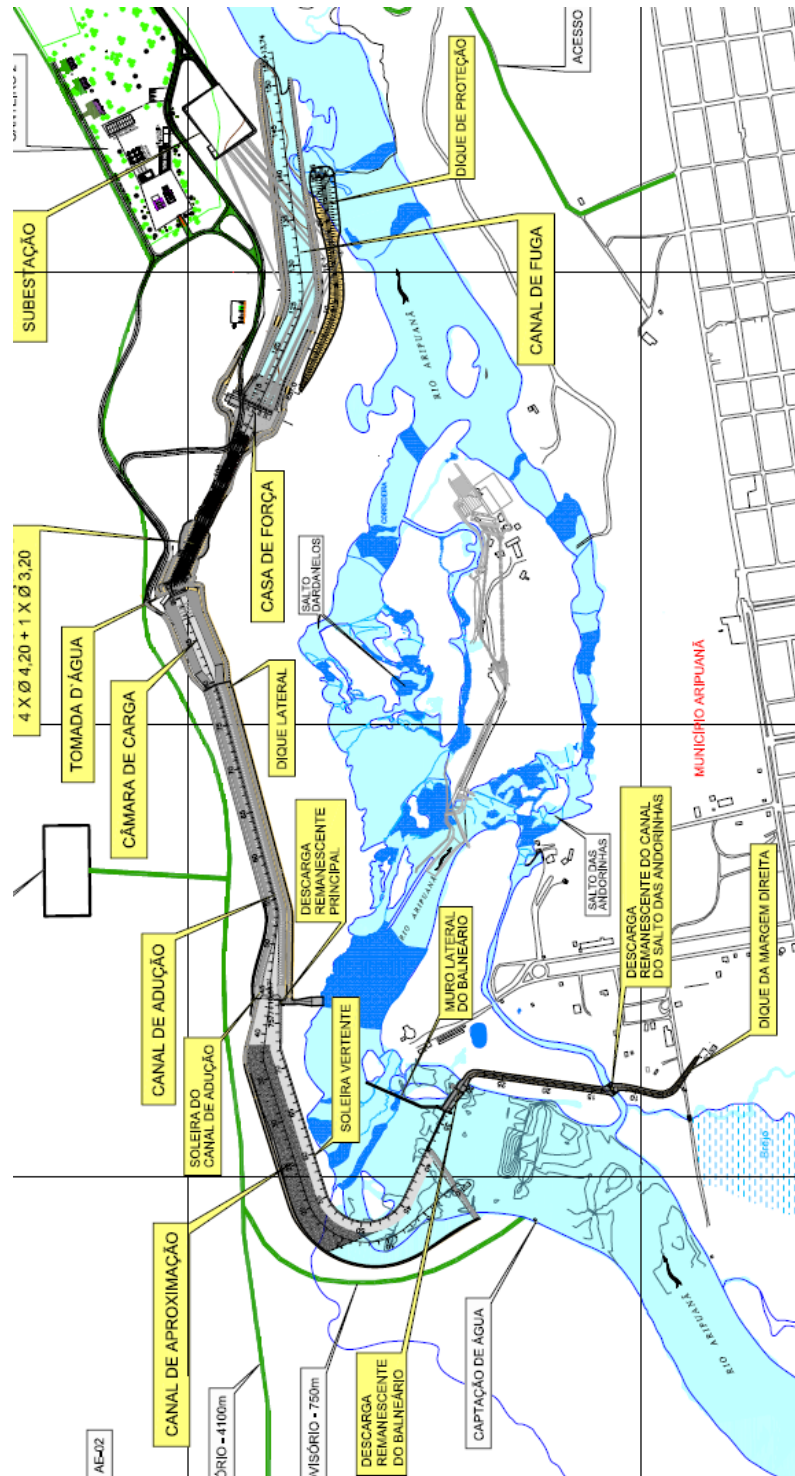 SUBESTAÇÃO
DIQUE DE PROTEÇÃO
ACESSO
CANAL DE FUGA
RIO ARIPUANÃ
4 X Ø 4,20 + 1 X Ø 3,20
CASA DE FORÇA
CORREDEIRA
SALTO
DARDANELOS
TOMADA D'ÁGUA
CÂMARA DE CARGA
DIQUE LATERAL
MUNICÍPIO ARIPUANÃ
DESCARGA
REMANESCENTE
PRINCIPAL
SALTO DAS
ANDORINHAS
RIO ARIPUANÃ
CANAL DE ADUÇÃO
MURO LATERAL
DO BALNEÁRIO
DESCARGA
REMANESCENTE DO CANAL
DO SALTO DAS ANDORINHAS
DIQUE DA MARGEM DIREITA
SOLEIRA DO
CANAL DE ADUÇÃO
SOLEIRA VERTENTE
Brejo
CANAL DE APROXIMAÇÃO
CAPTAÇÃO DE ÁGUA
RIO ARIPUANÃ
DESCARGA
REMANESCENTE
DO BALNEÁRIO
ÓRIO - 4100m
VISÓRIO - 750m
AE-02